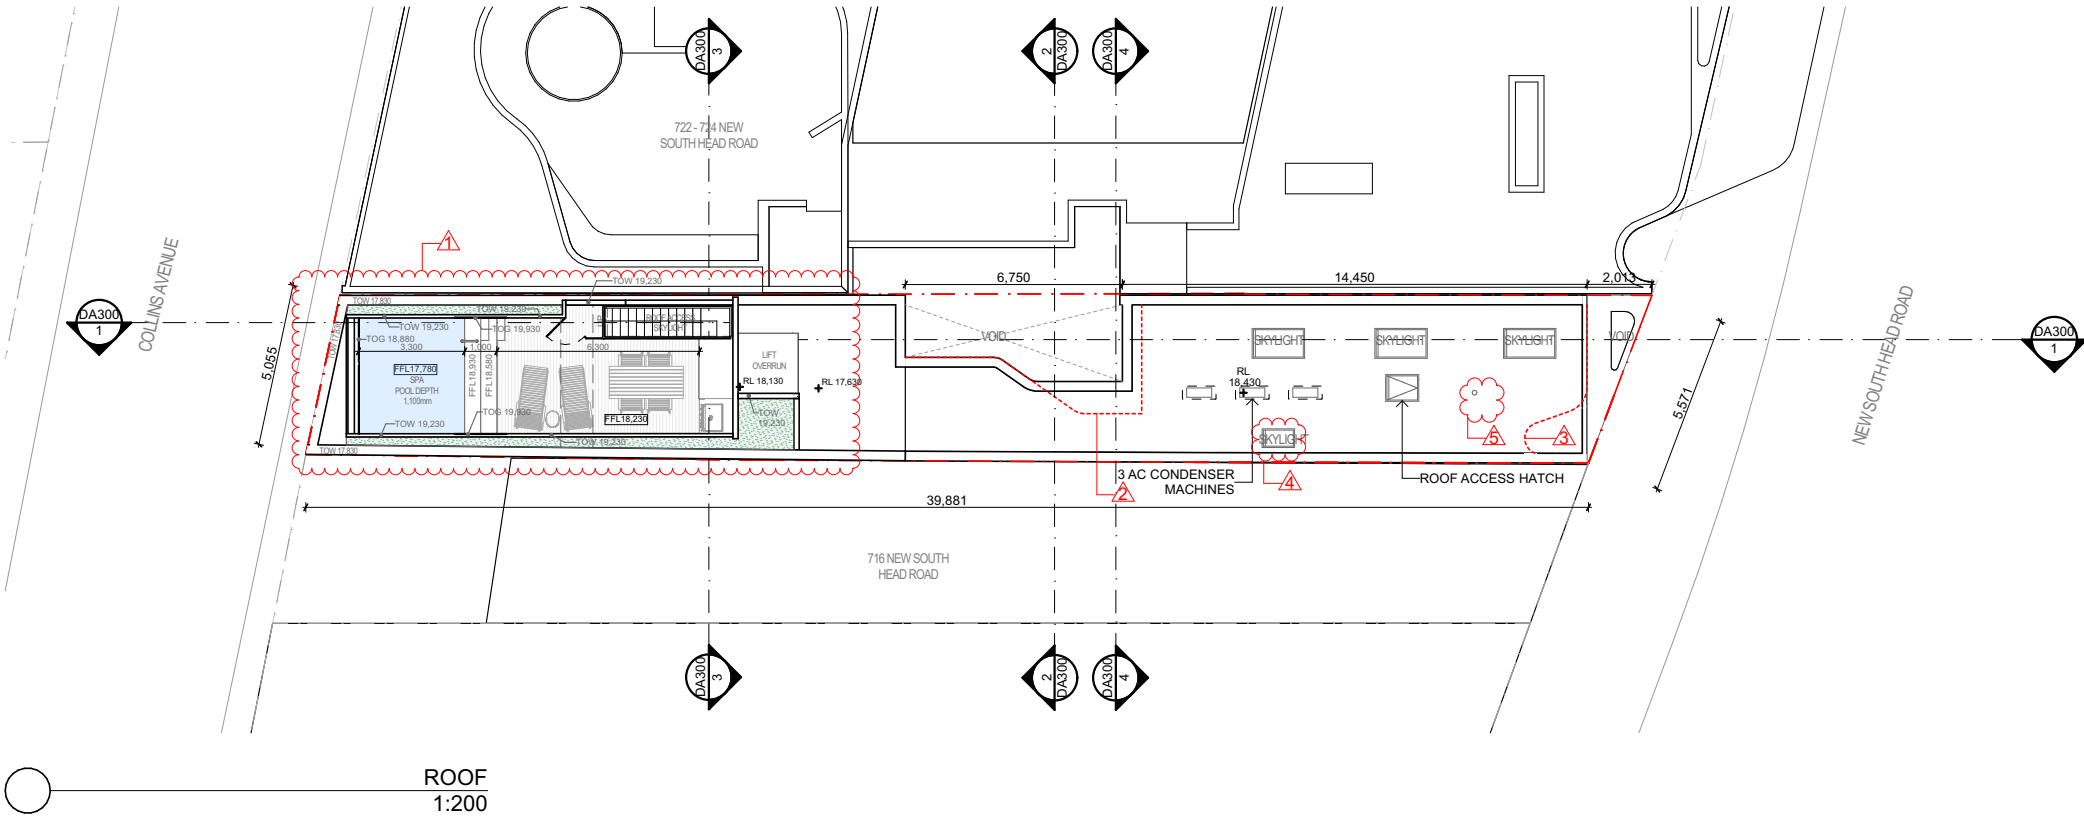 DA300
3
2
DA300
DA300
4
722 - 724 NEW
SOUTH HEAD ROAD
COLLINS AVENUE
1
6,750
14,450
2,013
TOW 19,230
TOW 17,830
TOW 19,230
TOW 19,230
TOG 19,930
TOG 18,880
TOW 17,830
UP
ROOF ACCESS
SKYLIGHT
DA300
1
5,055
3,300
1,000
6,300
FFL17,780
SPA
POOL DEPTH
1,100mm
FFL18,930
FFL18,580
TOG 19,930
FFL18,230
TOW 19,230
TOW 19,230
TOW 17,830
LIFT
OVERRUN
RL 18,130
RL 17,630
TOW
19,230
VOID
SKYLIGHT
SKYLIGHT
SKYLIGHT
VOID
RL
18,430
SKYLIGHT
5
3
4
2
3 AC CONDENSER
MACHINES
ROOF ACCESS HATCH
5,571
NEW SOUTH HEAD ROAD
DA300
1
39,881
716 NEW SOUTH
HEAD ROAD
DA300
3
2
DA300
DA300
4
ROOF
1:200